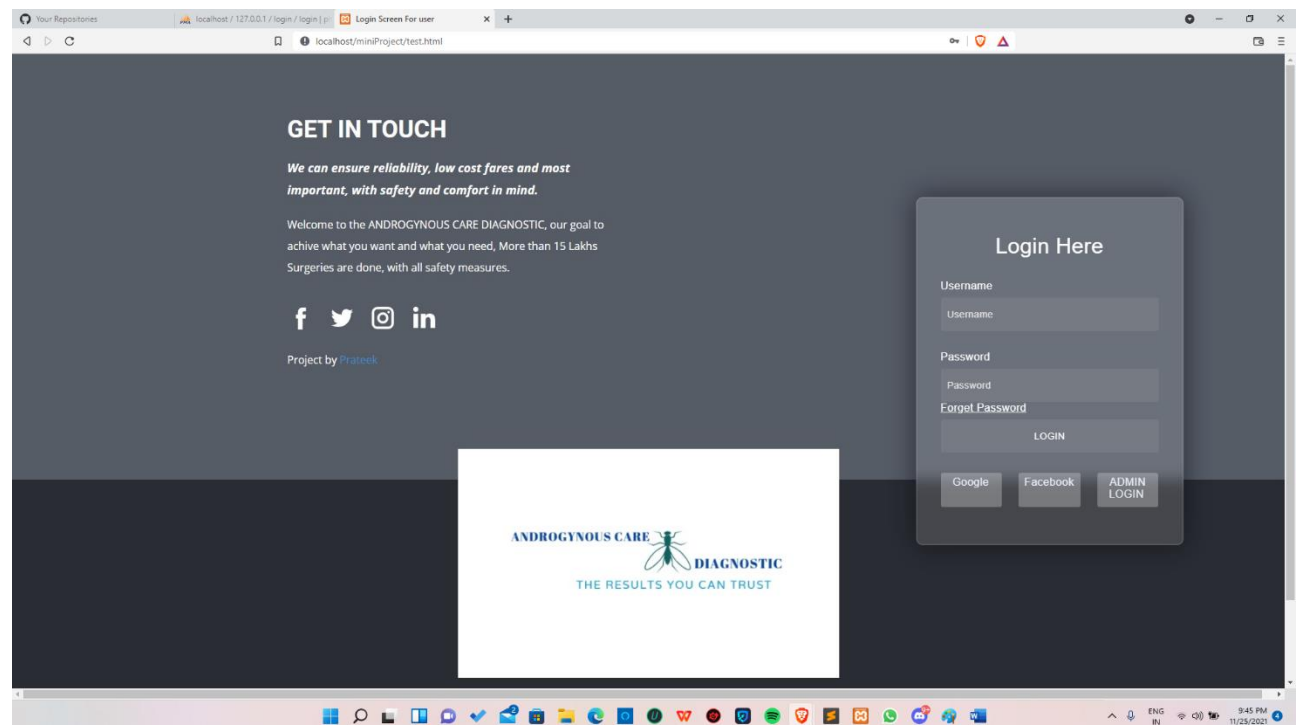 Your Repositories
localhost / 127.0.0.1 / login / login | p
Login Screen For user
localhost/miniProject/test.html
GET IN TOUCH
We can ensure reliability, low cost fares and most
important, with safety and comfort in mind.
Welcome to the ANDROGYNOUS CARE DIAGNOSTIC, our goal to
achive what you want and what you need, More than 15 Lakhs
Surgeries are done, with all safety measures.
Project by Prateek
Login Here
Username
Username
Password
Password
Forget Password
LOGIN
Google
Facebook
ADMIN
LOGIN
ANDROGYNOUS CARE
DIAGNOSTIC
THE RESULTS YOU CAN TRUST
ENG
IN
9:45 PM
11/25/2021